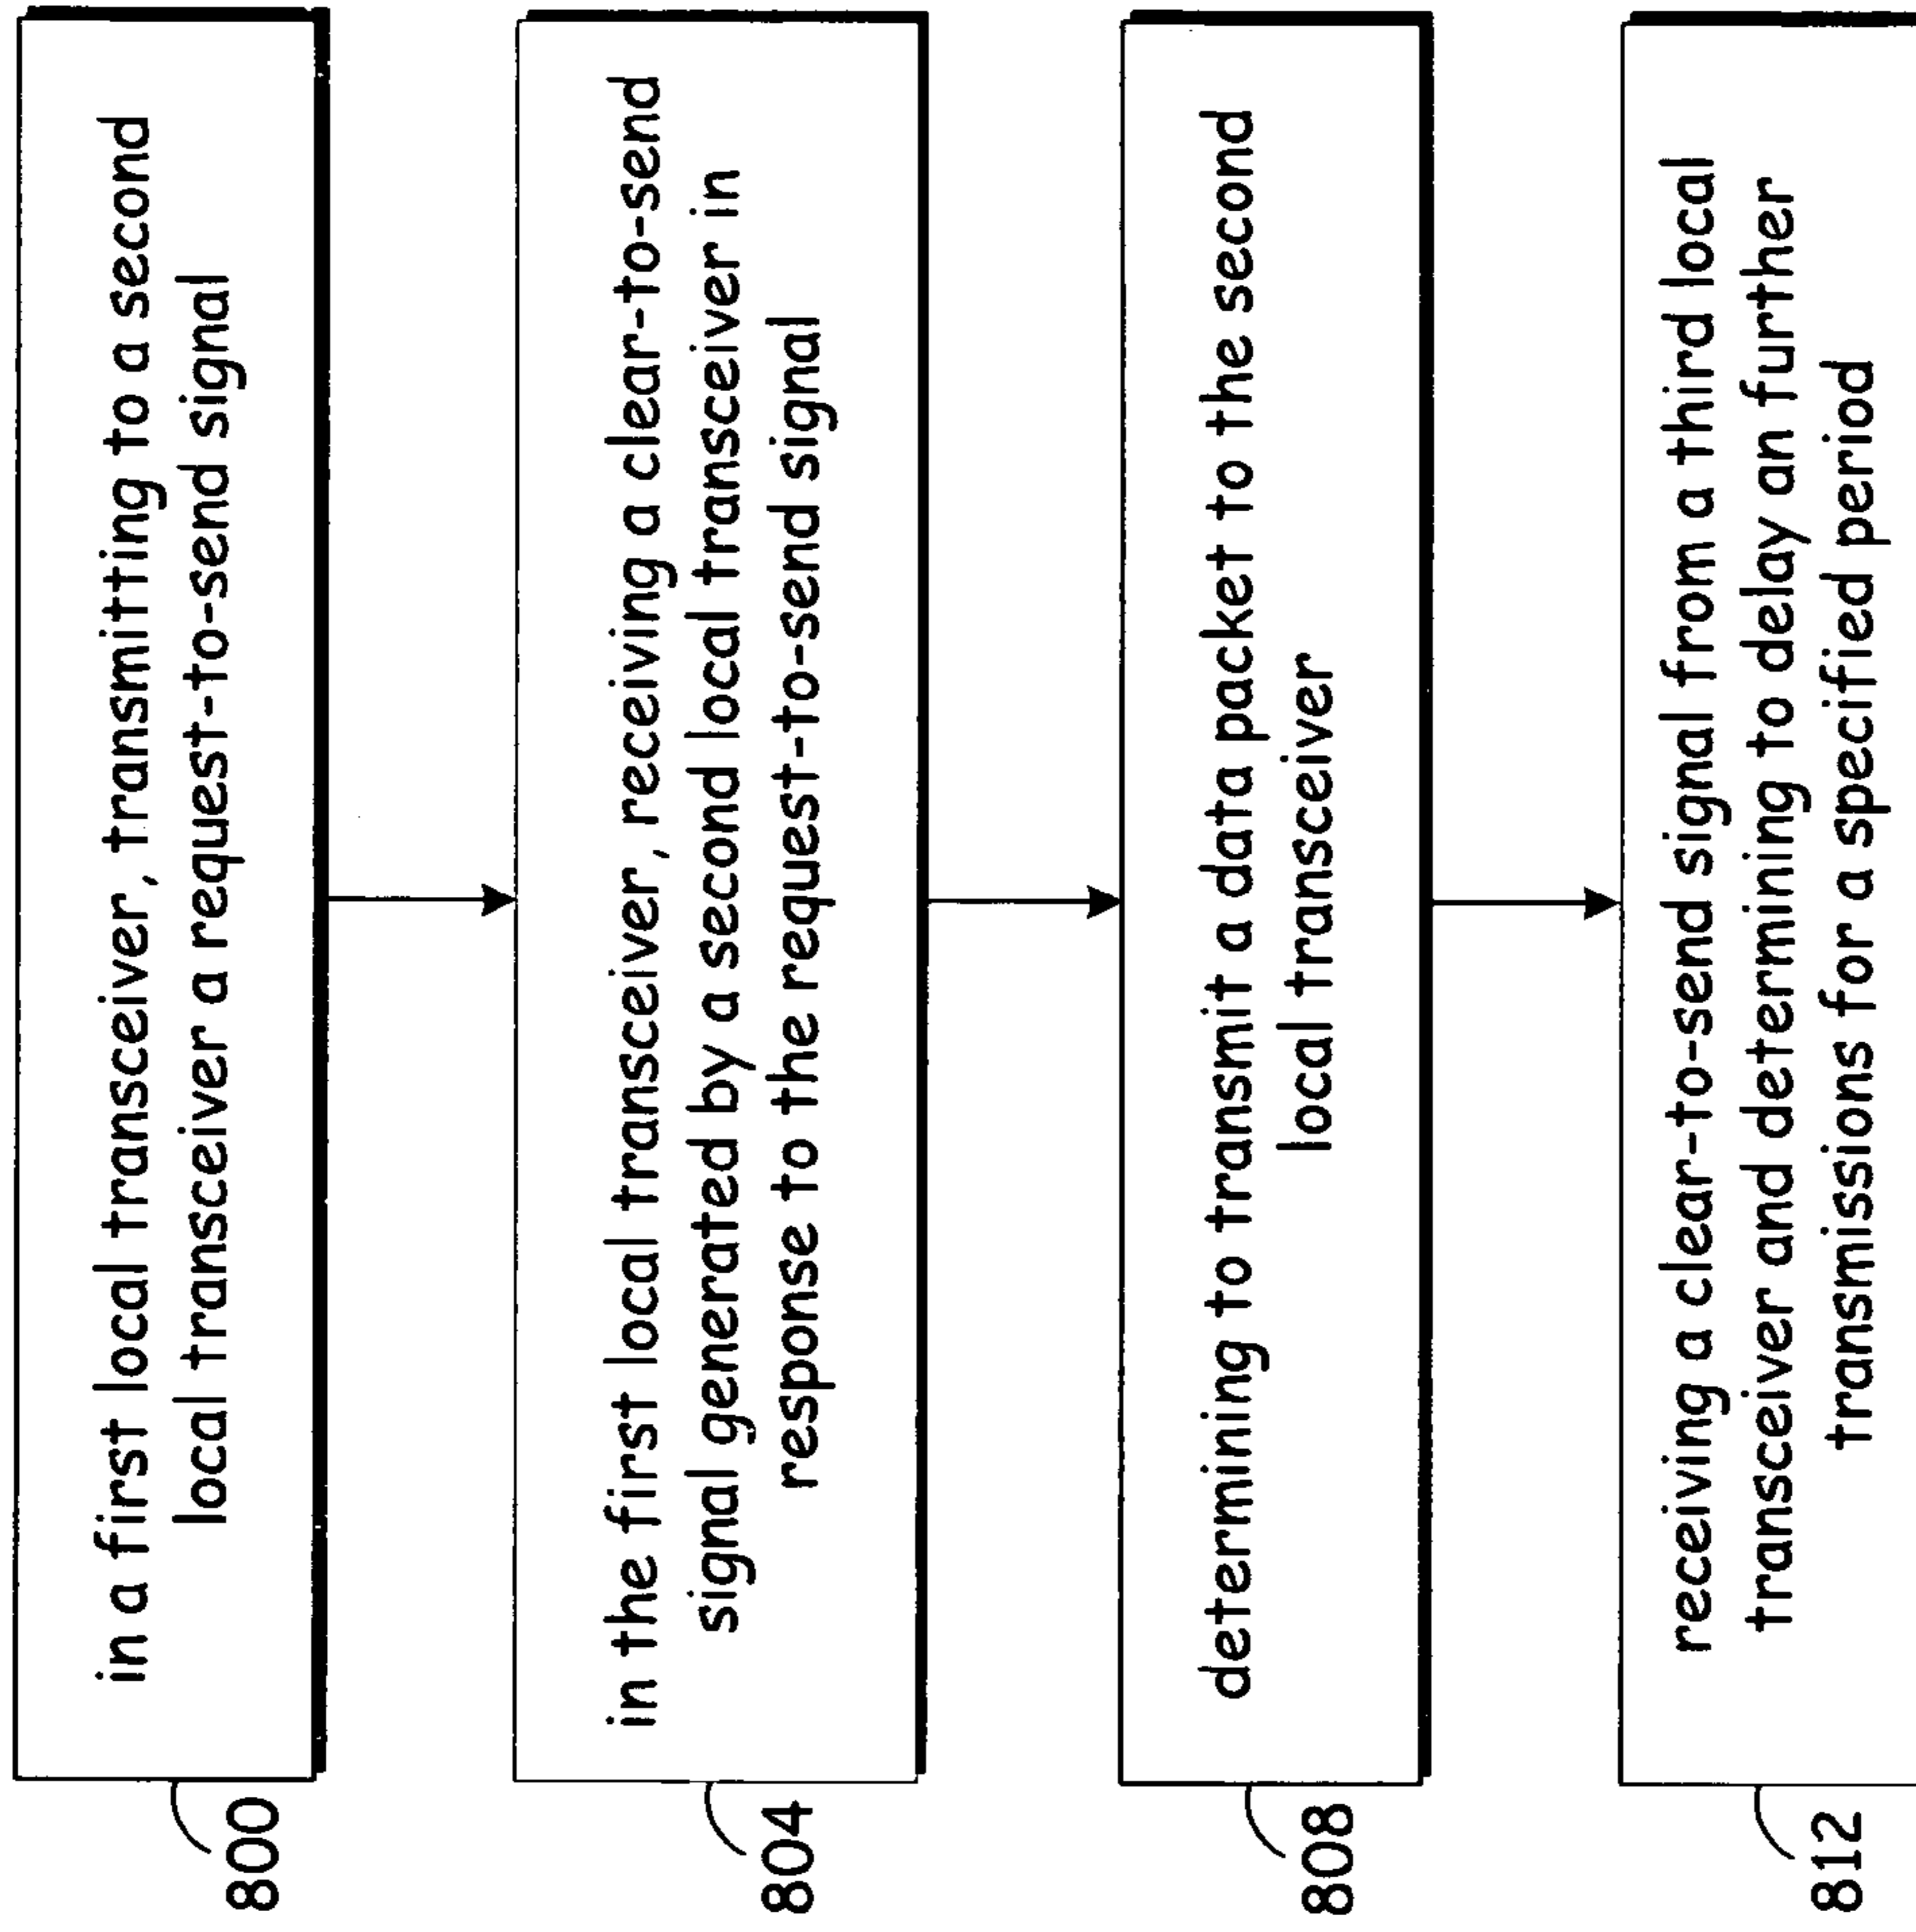 in a first local transceiver, transmitting to a second
local transceiver a request-to-send signal
800
in the first local transceiver, receiving a clear-to-send
signal generated by a second local transceiver in
response to the request-to-send signal
804
determining to transmit a data packet to the second
local transceiver
808
receiving a clear-to-send signal from a third local
transceiver and determining to delay an further
transmissions for a specified period
812